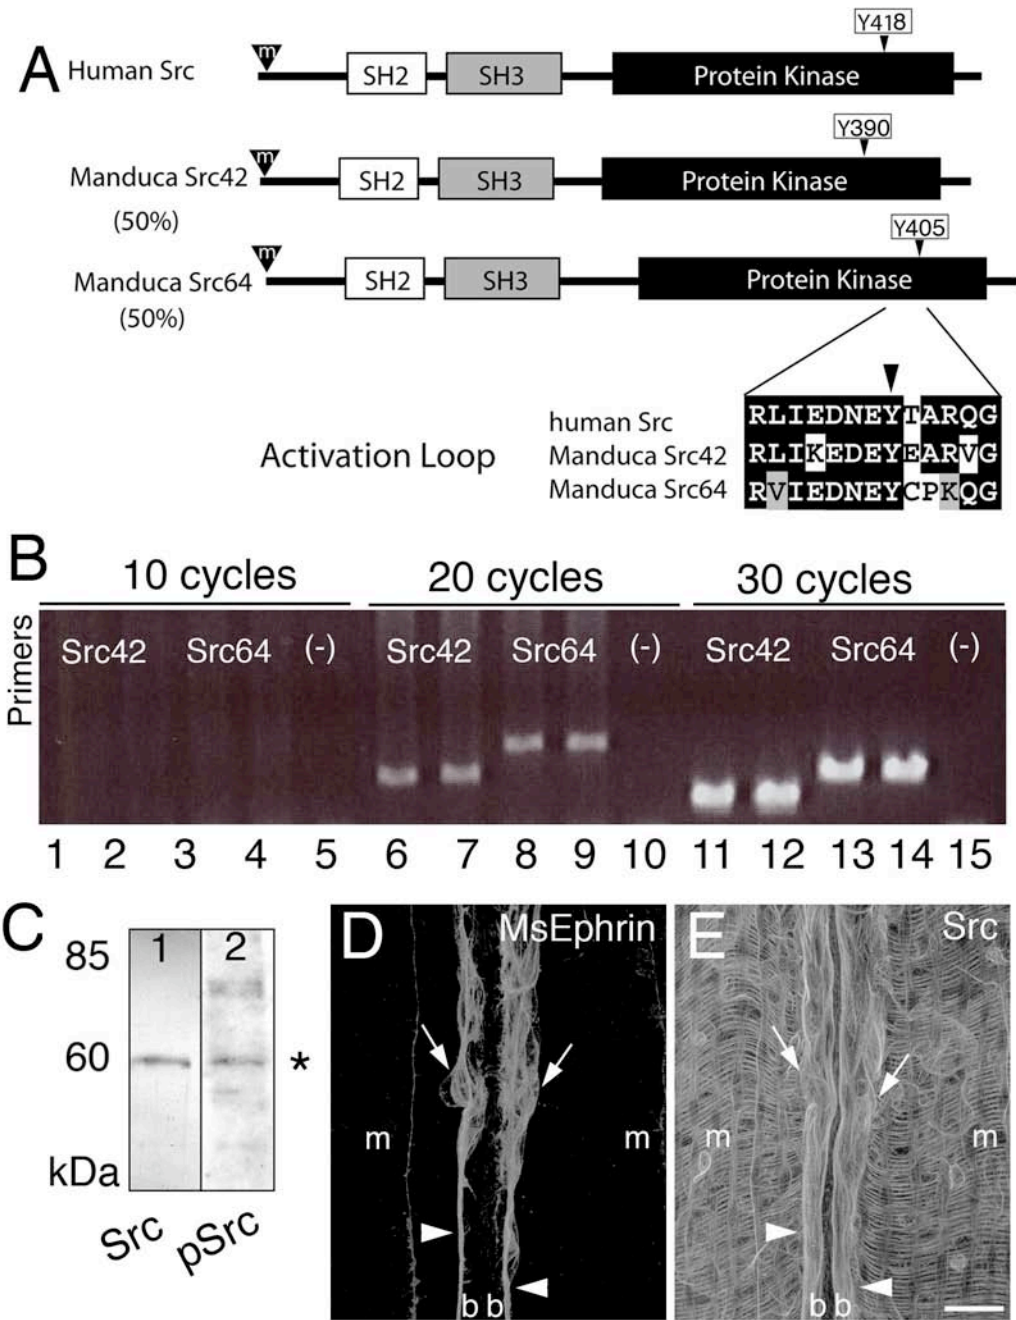 A
Human Src
m
SH2
SH3
Protein Kinase
Y418
Manduca Src42
(50%)
m
SH2
SH3
Protein Kinase
Y390
Manduca Src64
(50%)
m
SH2
SH3
Protein Kinase
Y405
Activation Loop
human Src RLIEDNEYTARQG
Manduca Src42 RLIKEDEYEARVG
Manduca Src64 RVIEDNEYCPKQG
B
10 cycles 20 cycles 30 cycles
Primers
Src42 Src64 (-) Src42 Src64 (-) Src42 Src64 (-)
1 2 3 4 5 6 7 8 9 10 11 12 13 14 15
C
1 2
85
60 *
kDa
Src pSrc
D MsEphrin
m m
b b
E Src
m m
b b